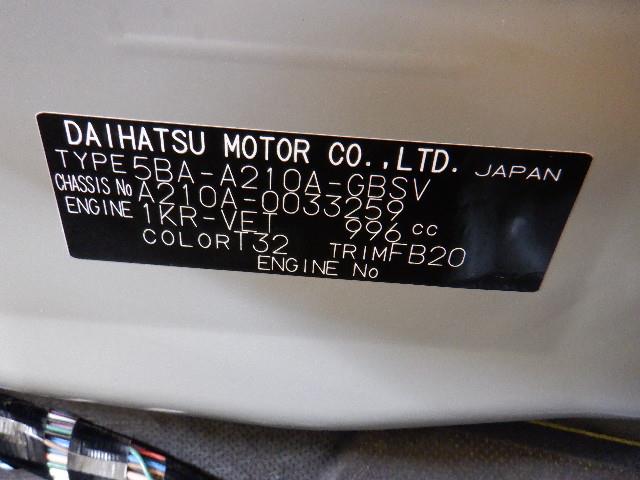 DAIHATSU MOTOR CO.,LTD. JAPAN
TYPE 5BA-A210A-GBSV
CHASSIS No A210A-0033259
ENGINE 1KR-VET 996 cc
COLOR T32 TRIM FB20
ENGINE No